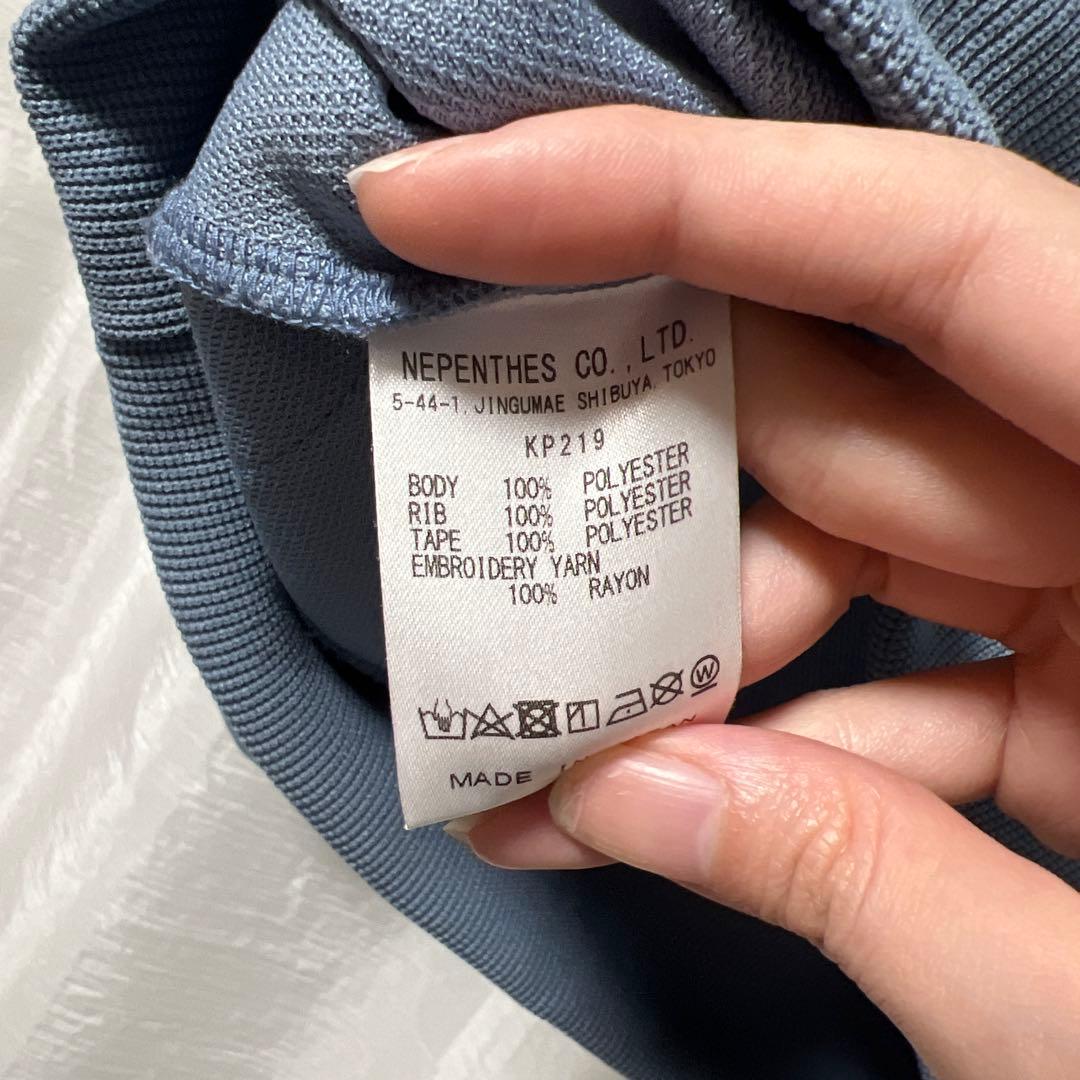 NEPENTHES CO., LTD.
5-44-1, JINGUMAE SHIBUYA, TOKYO
KP219
BODY 100% POLYESTER
RIB 100% POLYESTER
TAPE 100% POLYESTER
EMBROIDERY YARN
100% RAYON
W
MADE